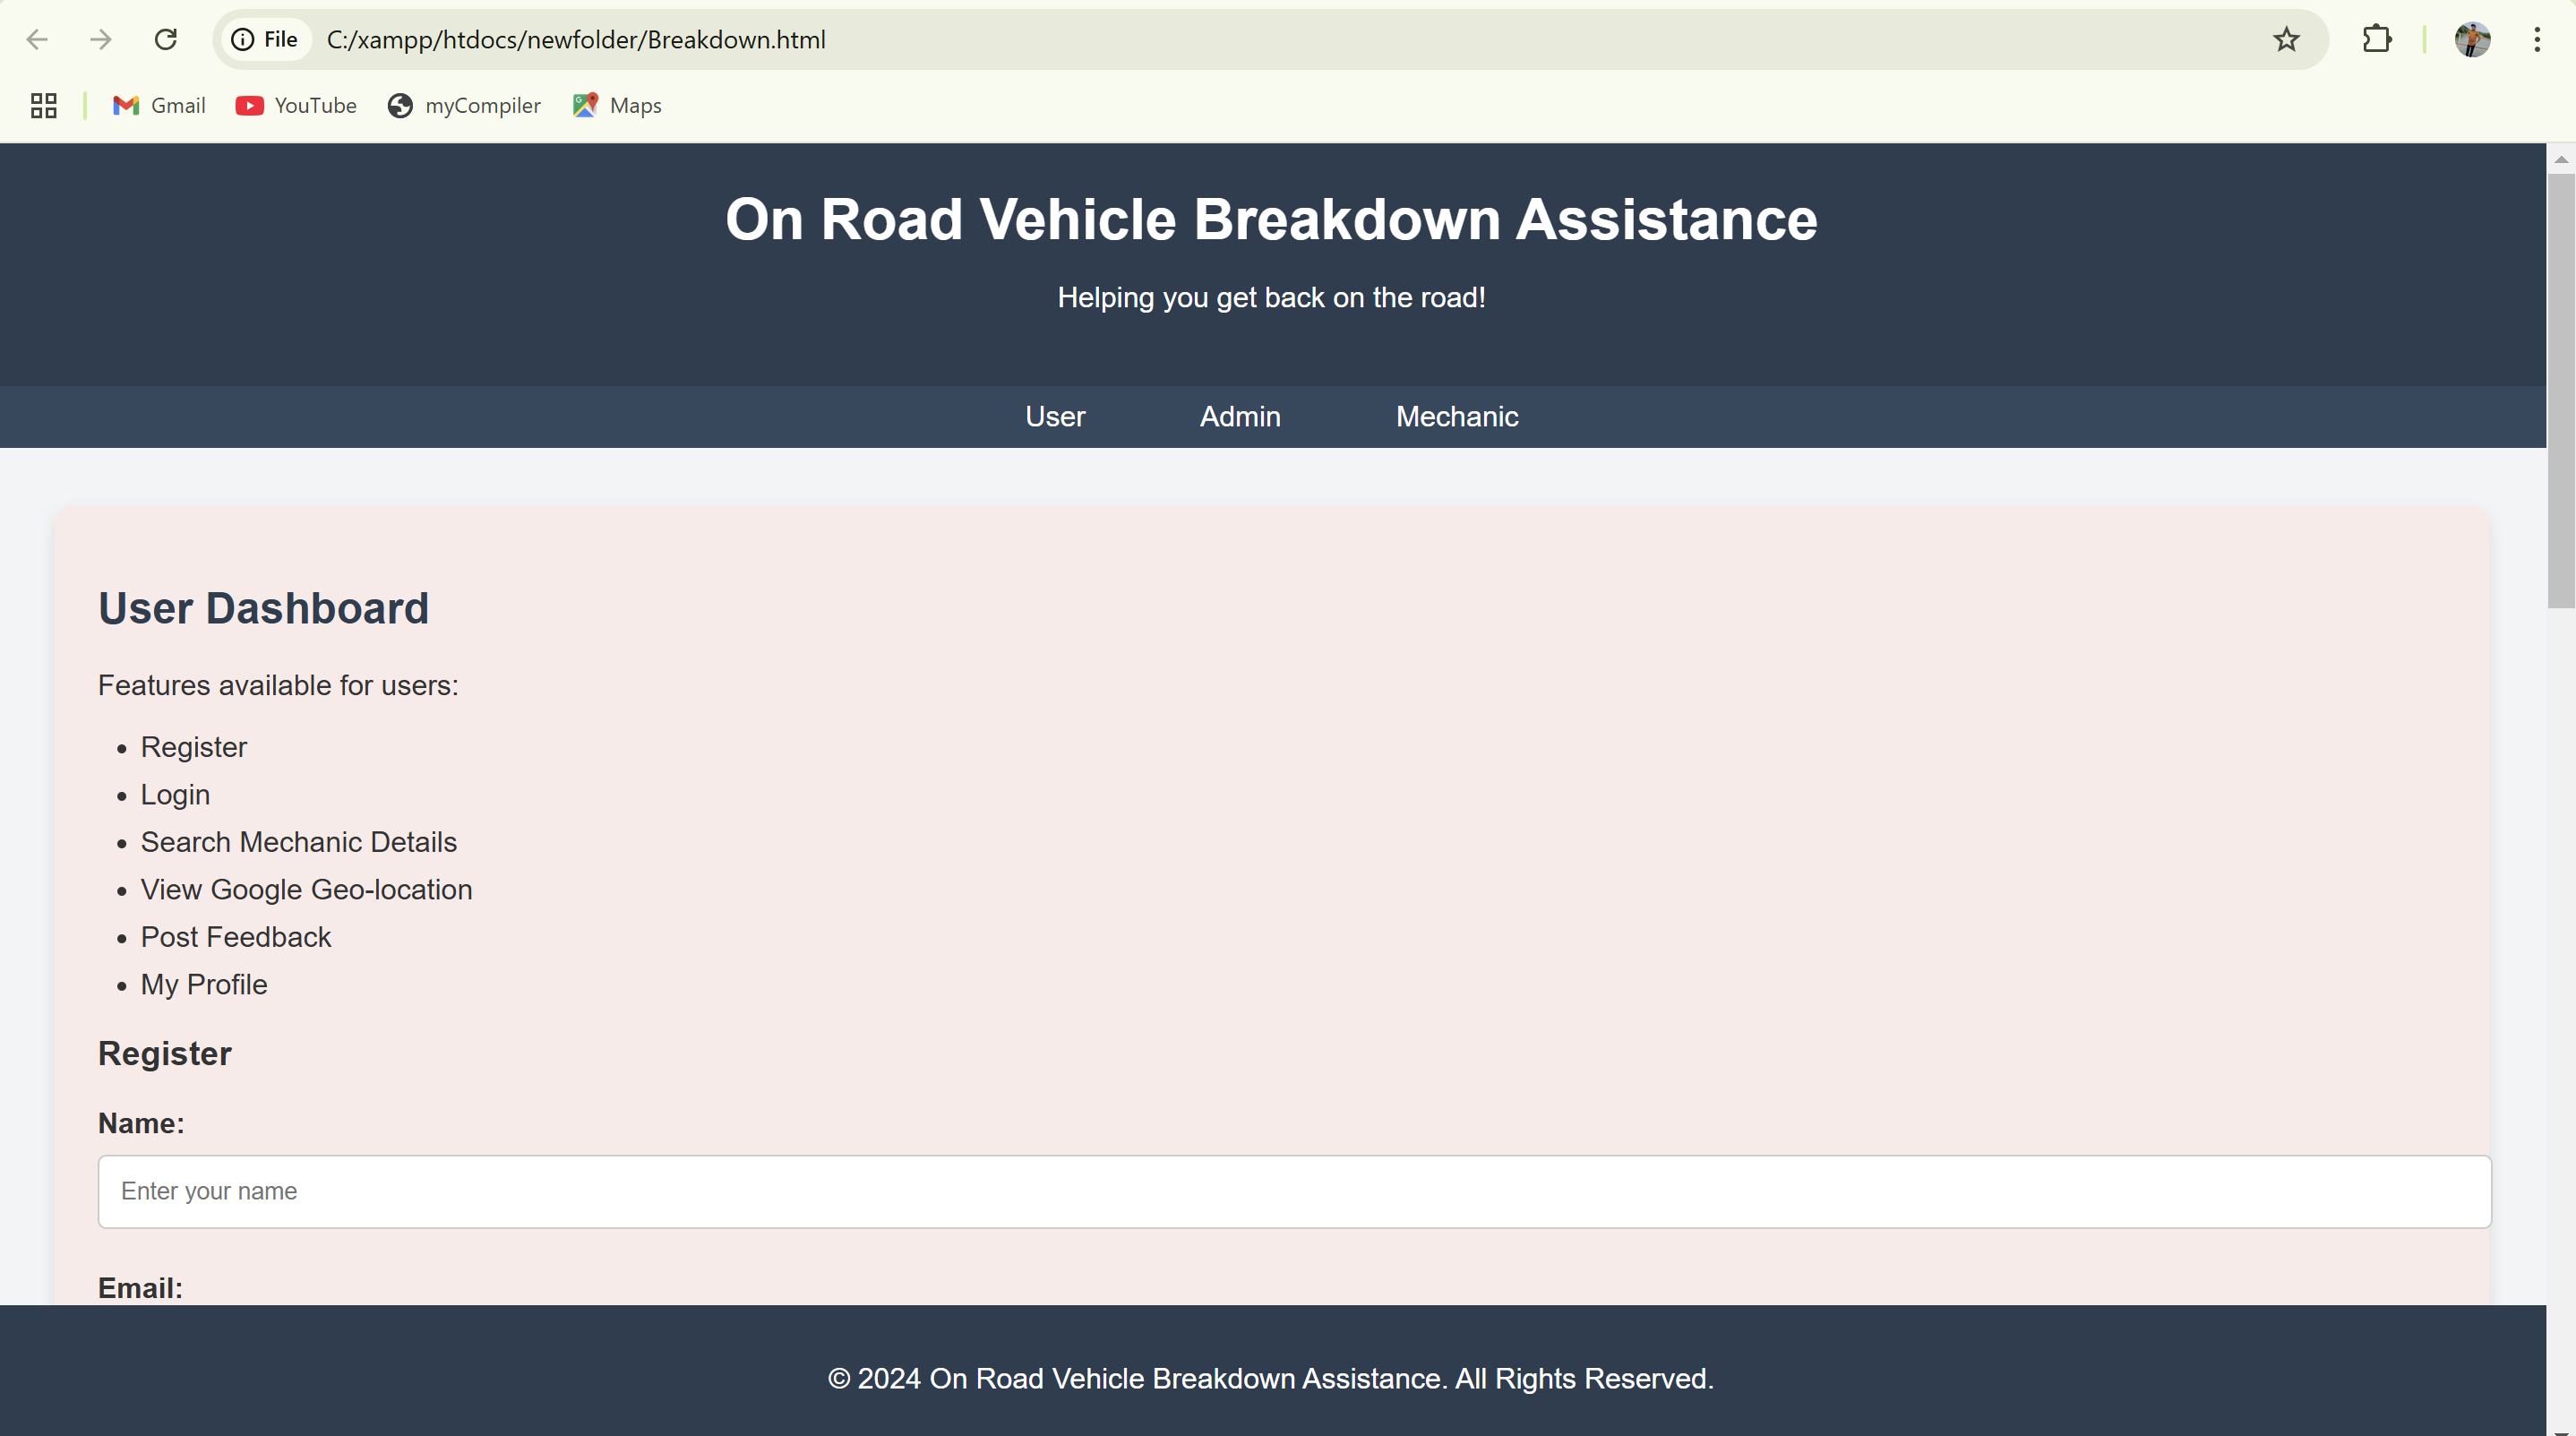 File C:/xampp/htdocs/newfolder/Breakdown.html
Gmail YouTube myCompiler Maps
On Road Vehicle Breakdown Assistance
Helping you get back on the road!
User Admin Mechanic
User Dashboard
Features available for users:
Register
Login
Search Mechanic Details
View Google Geo-location
Post Feedback
My Profile
Register
Name:
Enter your name
Email:
© 2024 On Road Vehicle Breakdown Assistance. All Rights Reserved.